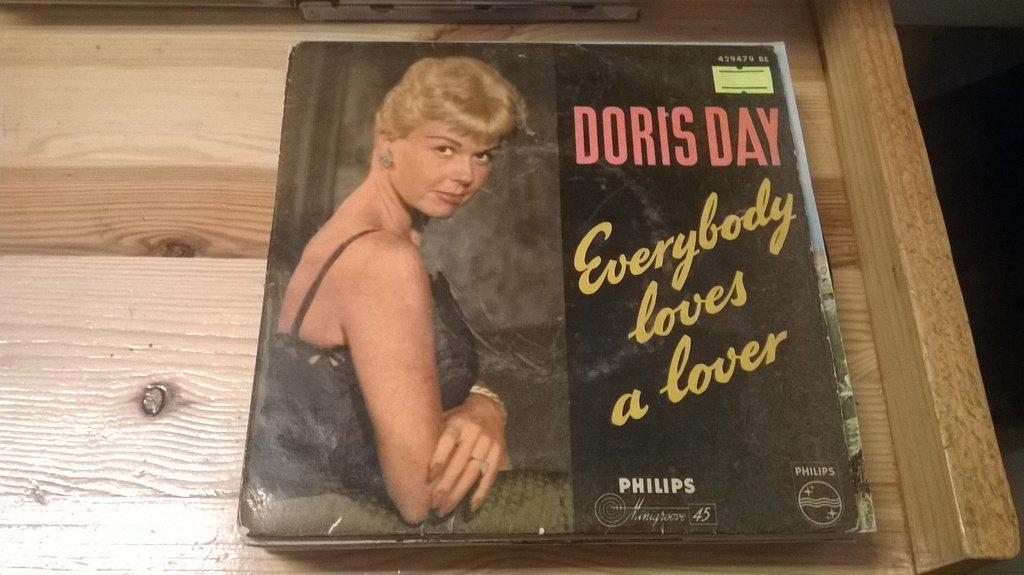 429479 BE
DORIS DAY
Everybody
loves
a lover
PHILIPS
Minigroove 45
PHILIPS